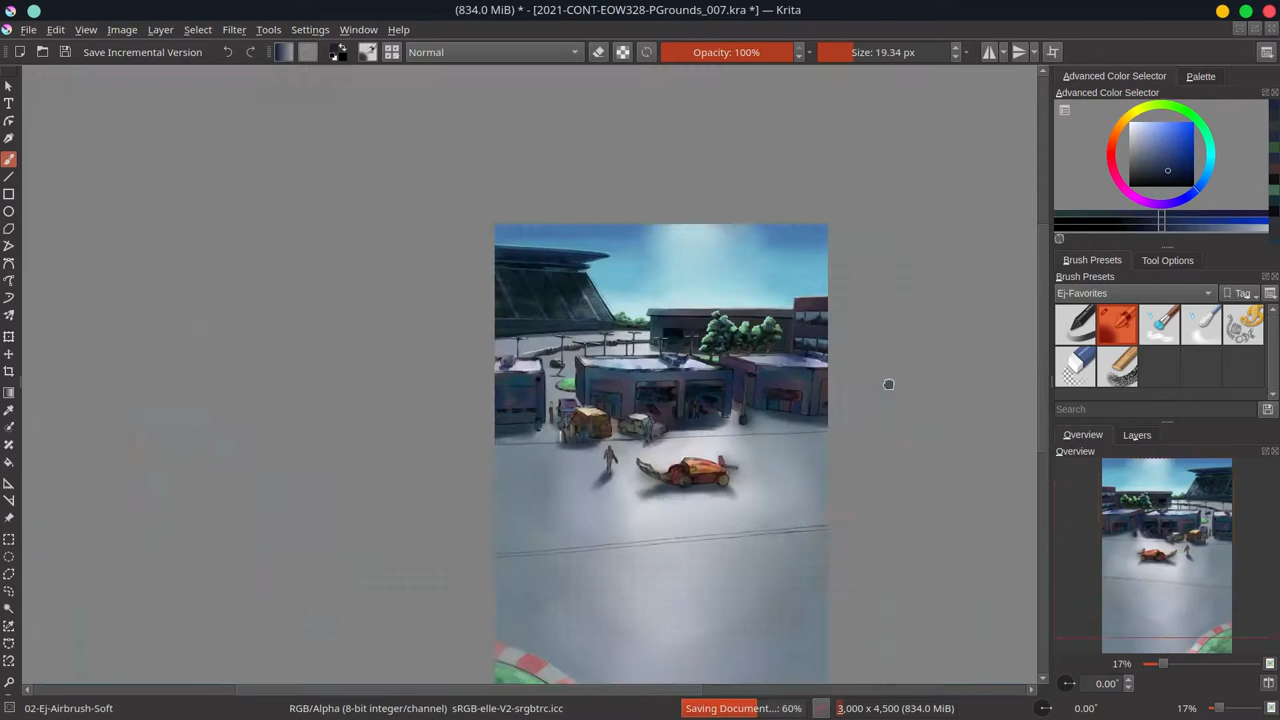 (834.0 MiB) * - [2021-CONT-EOW328-PGrounds_007.kra *] — Krita
File Edit View Image Layer Select Filter Tools Settings Window Help
Save Incremental Version
Normal
Opacity: 100%
Size: 19.34 px
Advanced Color Selector
Palette
Advanced Color Selector
Brush Presets
Tool Options
Brush Presets
Ej-Favorites
Tag
Search
Overview
Layers
Overview
17%
0.00°
02-Ej-Airbrush-Soft
RGB/Alpha (8-bit integer/channel) sRGB-elle-V2-srgbtrc.icc
Saving Document...: 60%
3,000 x 4,500 (834.0 MiB)
0.00°
17%